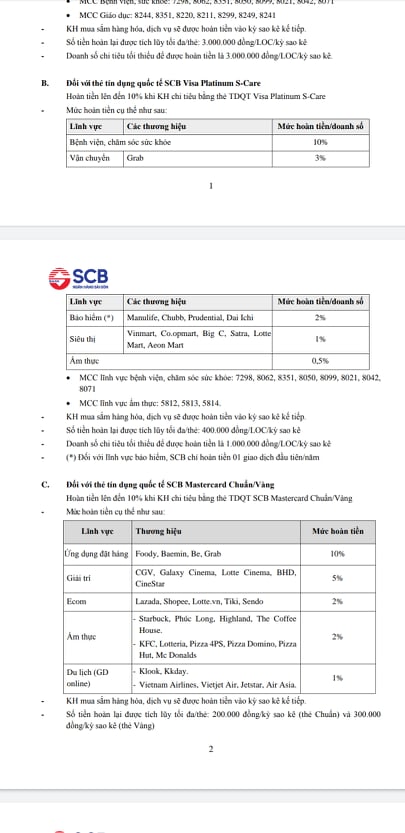 MCC Bệnh viện, sức khỏe: 7298, 8062, 8351, 8050, 8099, 8021, 8042, 8071
• MCC Giáo dục: 8244, 8351, 8220, 8211, 8299, 8249, 8241
- KH mua sắm hàng hóa, dịch vụ sẽ được hoàn tiền vào kỳ sao kê kế tiếp.
- Số tiền hoàn lại được tích lũy tối đa/thẻ: 3.000.000 đồng/LOC/kỳ sao kê
- Doanh số chi tiêu tối thiểu để được hoàn tiền là 3.000.000 đồng/LOC/kỳ sao kê.
B. Đối với thẻ tín dụng quốc tế SCB Visa Platinum S-Care
Hoàn tiền lên đến 10% khi KH chi tiêu bằng thẻ TDQT Visa Platinum S-Care
- Mức hoàn tiền cụ thể như sau:
Lĩnh vực Các thương hiệu Mức hoàn tiền/doanh số
Bệnh viện, chăm sóc sức khỏe 10%
Vận chuyển Grab 3%
1
SCB
NGÂN HÀNG SÀI GÒN
Lĩnh vực Các thương hiệu Mức hoàn tiền/doanh số
Bảo hiểm (*) Manulife, Chubb, Prudential, Dai Ichi 2%
Siêu thị Vinmart, Co.opmart, Big C, Satra, Lotte Mart, Aeon Mart 1%
Ẩm thực 0,5%
• MCC lĩnh vực bệnh viện, chăm sóc sức khỏe: 7298, 8062, 8351, 8050, 8099, 8021, 8042,
8071
• MCC lĩnh vực ẩm thực: 5812, 5813, 5814.
- KH mua sắm hàng hóa, dịch vụ sẽ được hoàn tiền vào kỳ sao kê kế tiếp.
- Số tiền hoàn lại được tích lũy tối đa/thẻ: 400.000 đồng/LOC/kỳ sao kê
- Doanh số chi tiêu tối thiểu để được hoàn tiền là 1.000.000 đồng/LOC/kỳ sao kê
- (*) Đối với lĩnh vực bảo hiểm, SCB chỉ hoàn tiền 01 giao dịch đầu tiên/năm
C. Đối với thẻ tín dụng quốc tế SCB Mastercard Chuẩn/Vàng
Hoàn tiền lên đến 10% khi KH chi tiêu bằng thẻ TDQT SCB Mastercard Chuẩn/Vàng
- Mức hoàn tiền cụ thể như sau:
Lĩnh vực Thương hiệu Mức hoàn tiền
Ứng dụng đặt hàng Foody, Baemin, Be, Grab 10%
Giải trí CGV, Galaxy Cinema, Lotte Cinema, BHD, CineStar 5%
Ecom Lazada, Shopee, Lotte.vn, Tiki, Sendo 2%
Ẩm thực - Starbuck, Phúc Long, Highland, The Coffee House. 2%
- KFC, Lotteria, Pizza 4PS, Pizza Domino, Pizza Hut, Mc Donalds
Du lịch (GD online) - Klook, Kkday. 1%
- Vietnam Airlines, Vietjet Air, Jetstar, Air Asia.
- KH mua sắm hàng hóa, dịch vụ sẽ được hoàn tiền vào kỳ sao kê kế tiếp.
- Số tiền hoàn lại được tích lũy tối đa/thẻ: 200.000 đồng/kỳ sao kê (thẻ Chuẩn) và 300.000
đồng/kỳ sao kê (thẻ Vàng)
2